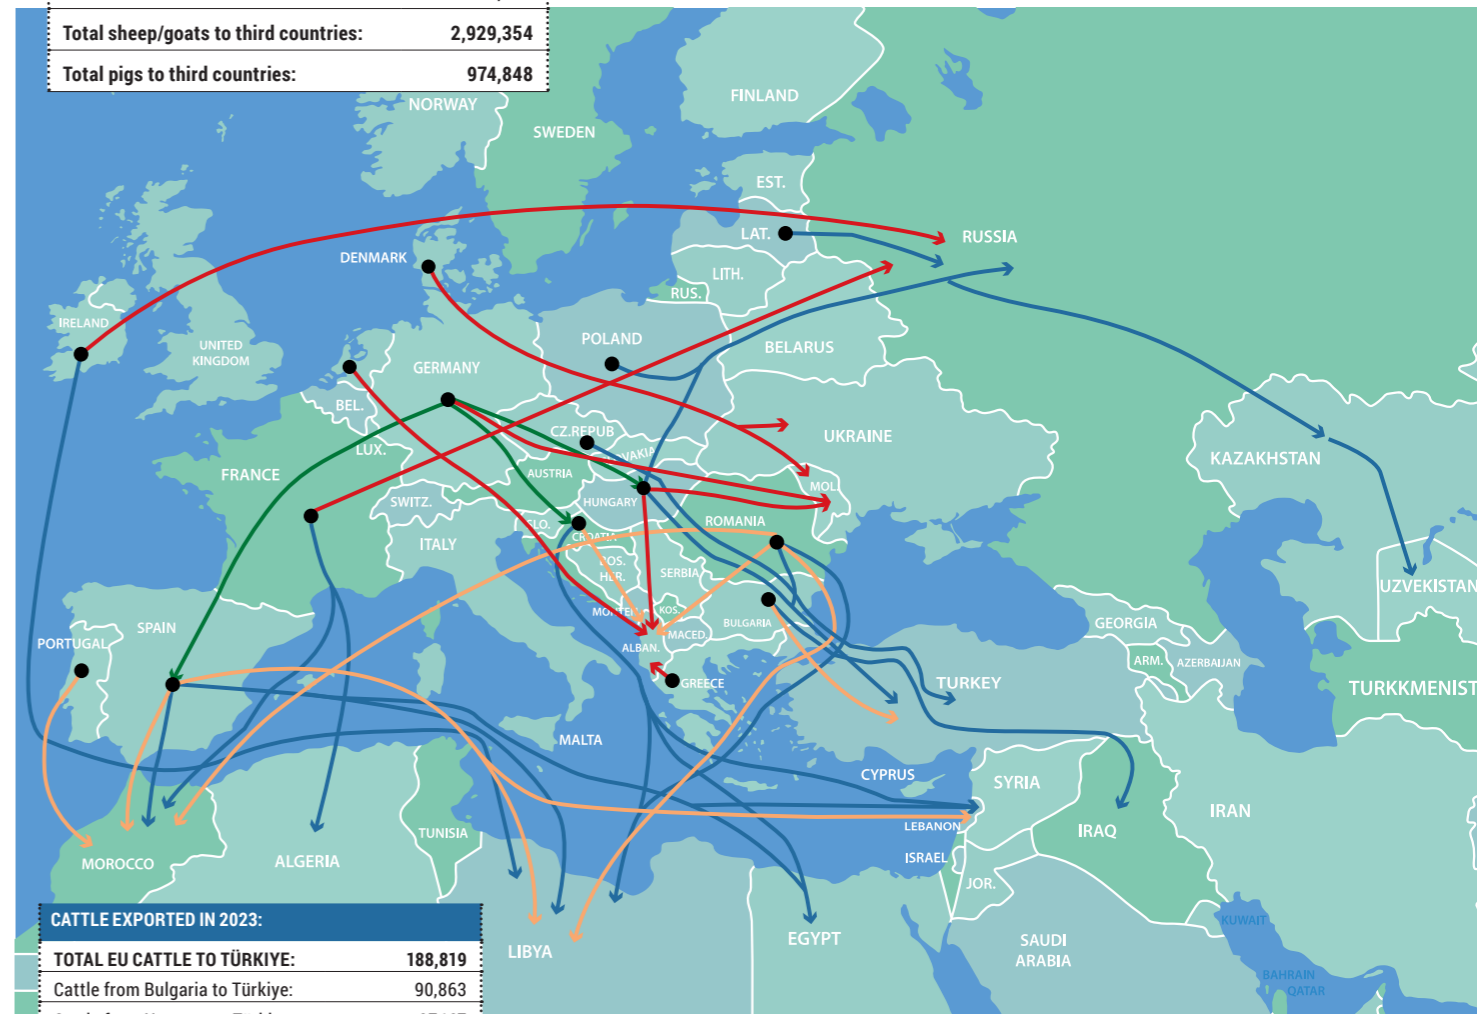 Total sheep/goats to third countries: 2,929,354
Total pigs to third countries: 974,848
NORWAY
FINLAND
SWEDEN
EST.
LAT.
RUSSIA
DENMARK
LITH.
RUS.
IRELAND
UNITED
KINGDOM
POLAND
BELARUS
GERMANY
BEL.
CZ.REPUB
UKRAINE
LUX.
FRANCE
AUSTRIA
KAZAKHSTAN
MOL.
SWITZ.
HUNGARY
ROMANIA
ITALY
SERBIA
UZVEKISTAN
KOS.
BULGARIA
GEORGIA
SPAIN
PORTUGAL
MACED.
ALBAN.
ARM.
AZERBAIJAN
GREECE
TURKEY
TURKKMENIST
MALTA
CYPRUS
SYRIA
LEBANON
IRAN
TUNISIA
IRAQ
MOROCCO
ALGERIA
ISRAEL
JOR.
CATTLE EXPORTED IN 2023:
TOTAL EU CATTLE TO TÜRKIYE: 188,819
Cattle from Bulgaria to Türkiye: 90,863
LIBYA
EGYPT
SAUDI
ARABIA
KUWAIT
BAHRAIN
QATAR